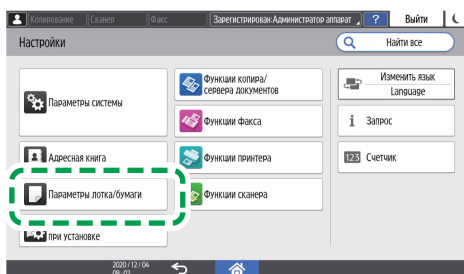 Копирование Сканер Факс Зарегистрирован:Администратор аппарат ? Выйти
Настройки Найти все
Параметры системы
Функции копира/
сервера документов
Изменить язык
Language
Функции факса
i Запрос
Адресная книга
Функции принтера
123 Счетчик
Параметры лотка/бумаги
Функции сканера
при установке
2020/12/04